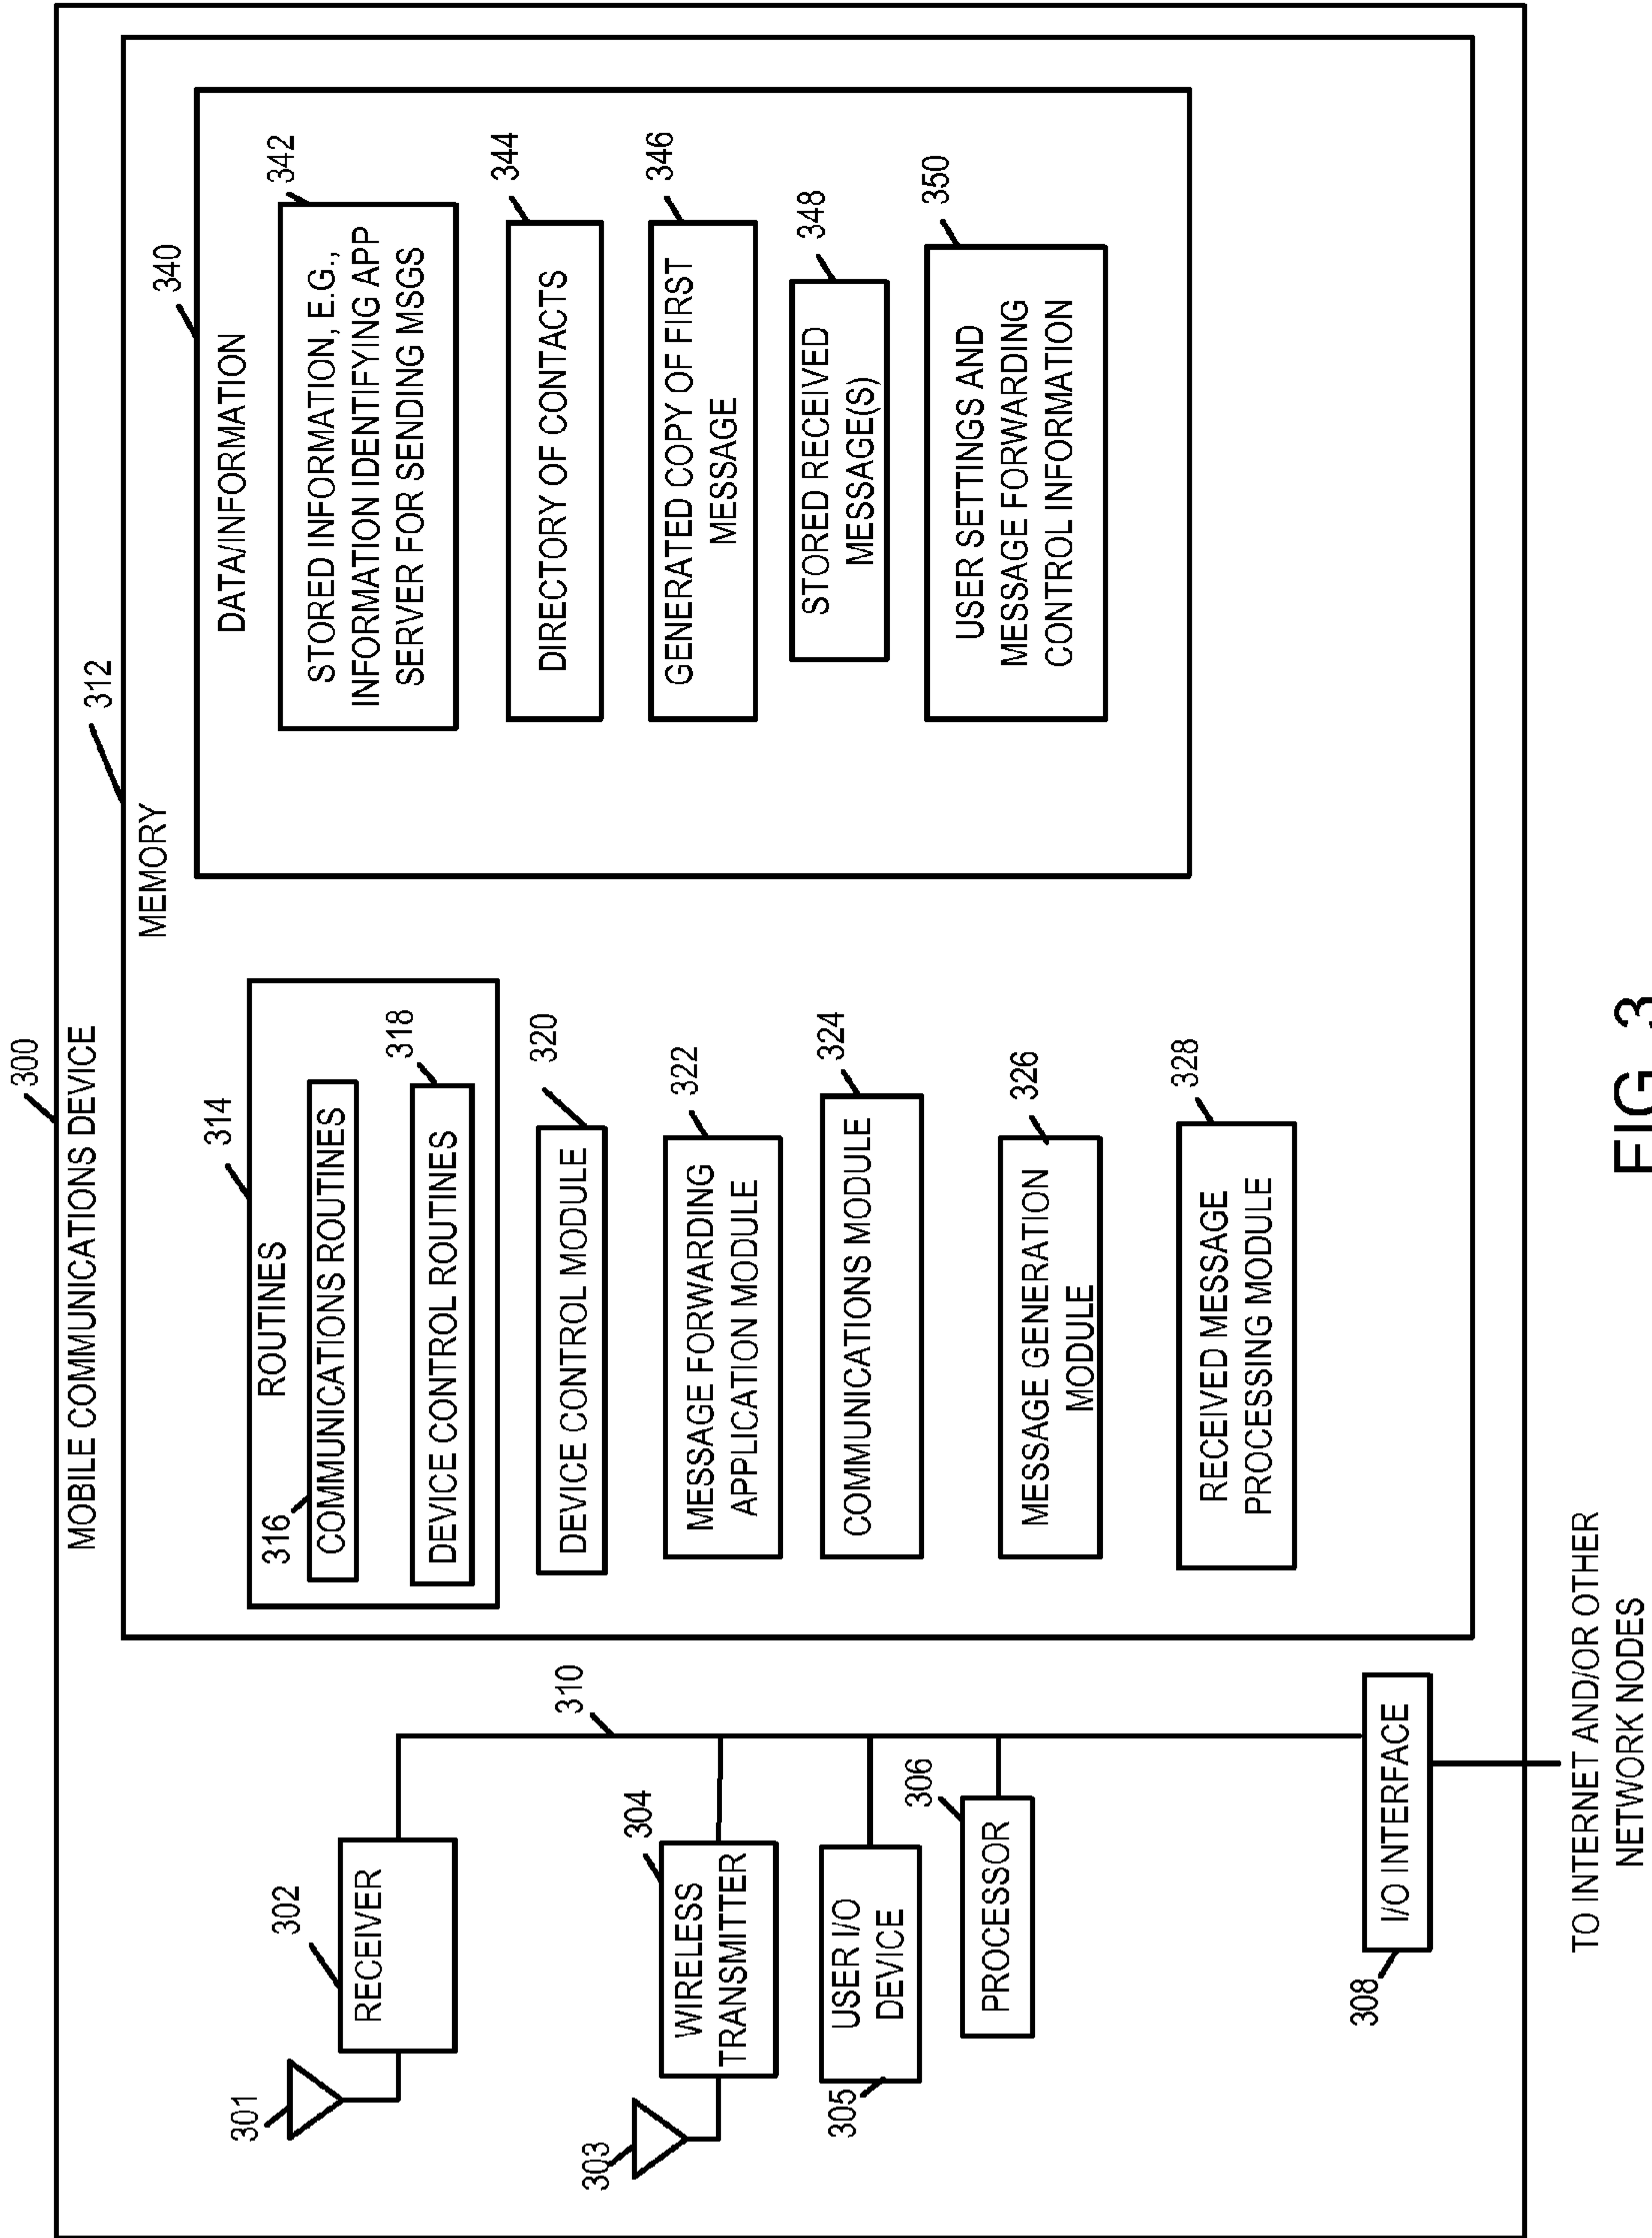 300
MOBILE COMMUNICATIONS DEVICE
312
MEMORY
301
302
RECEIVER
303
304
WIRELESS
TRANSMITTER
305
USER I/O
DEVICE
306
PROCESSOR
308
I/O INTERFACE
310
TO INTERNET AND/OR OTHER
NETWORK NODES
314
ROUTINES
316
COMMUNICATIONS ROUTINES
318
DEVICE CONTROL ROUTINES
320
DEVICE CONTROL MODULE
322
MESSAGE FORWARDING
APPLICATION MODULE
324
COMMUNICATIONS MODULE
326
MESSAGE GENERATION
MODULE
328
RECEIVED MESSAGE
PROCESSING MODULE
340
DATA/INFORMATION
342
STORED INFORMATION, E.G.,
INFORMATION IDENTIFYING APP
SERVER FOR SENDING MSGS
344
DIRECTORY OF CONTACTS
346
GENERATED COPY OF FIRST
MESSAGE
348
STORED RECEIVED
MESSAGE(S)
350
USER SETTINGS AND
MESSAGE FORWARDING
CONTROL INFORMATION
FIG. 3